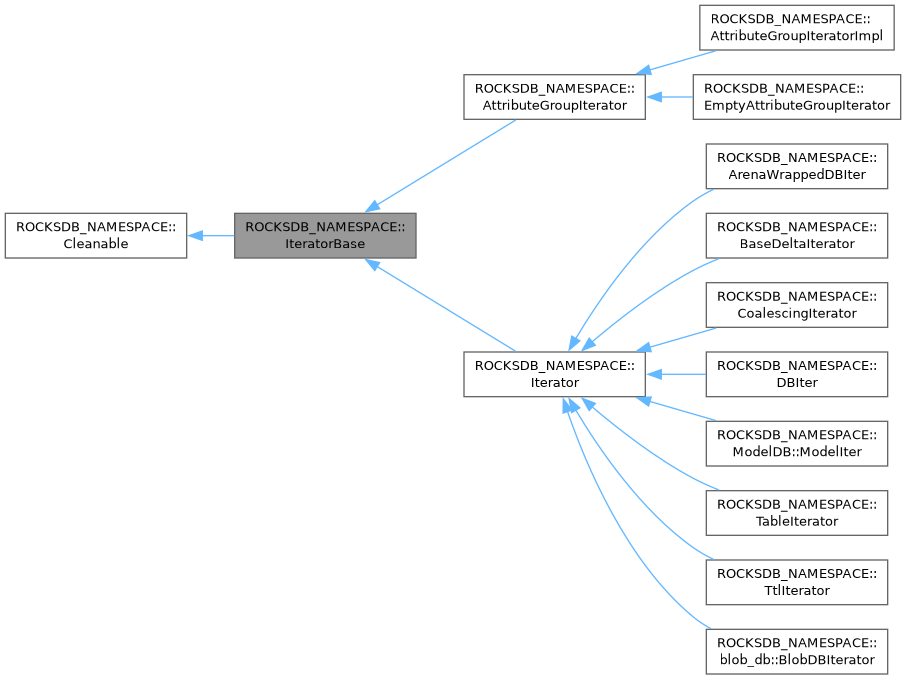 ROCKSDB_NAMESPACE::
AttributeGroupIteratorImpl
ROCKSDB_NAMESPACE::
AttributeGroupIterator
ROCKSDB_NAMESPACE::
EmptyAttributeGroupIterator
ROCKSDB_NAMESPACE::
ArenaWrappedDBIter
ROCKSDB_NAMESPACE::
Cleanable
ROCKSDB_NAMESPACE::
IteratorBase
ROCKSDB_NAMESPACE::
BaseDeltaIterator
ROCKSDB_NAMESPACE::
CoalescingIterator
ROCKSDB_NAMESPACE::
Iterator
ROCKSDB_NAMESPACE::
DBIter
ROCKSDB_NAMESPACE::
ModelDB::ModelIter
ROCKSDB_NAMESPACE::
TableIterator
ROCKSDB_NAMESPACE::
TtlIterator
ROCKSDB_NAMESPACE::
blob_db::BlobDBIterator